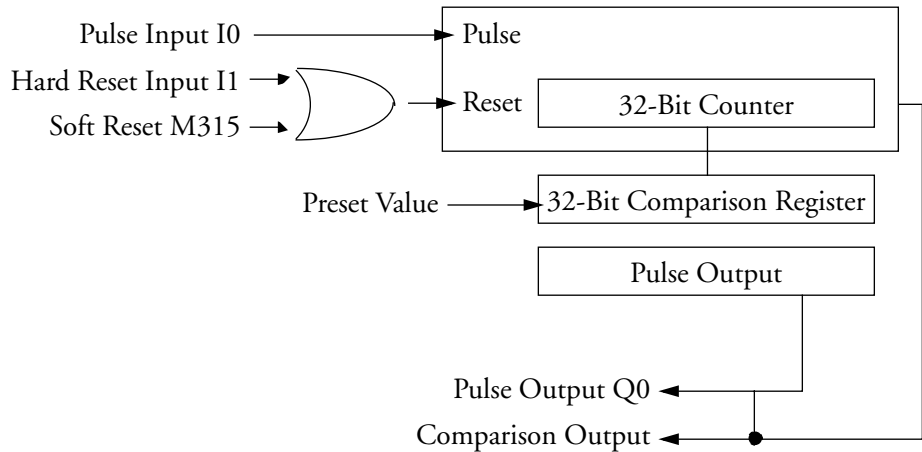 Pulse Input I0
Pulse
Hard Reset Input I1
Reset
32-Bit Counter
Soft Reset M315
Preset Value
32-Bit Comparison Register
Pulse Output
Pulse Output Q0
Comparison Output